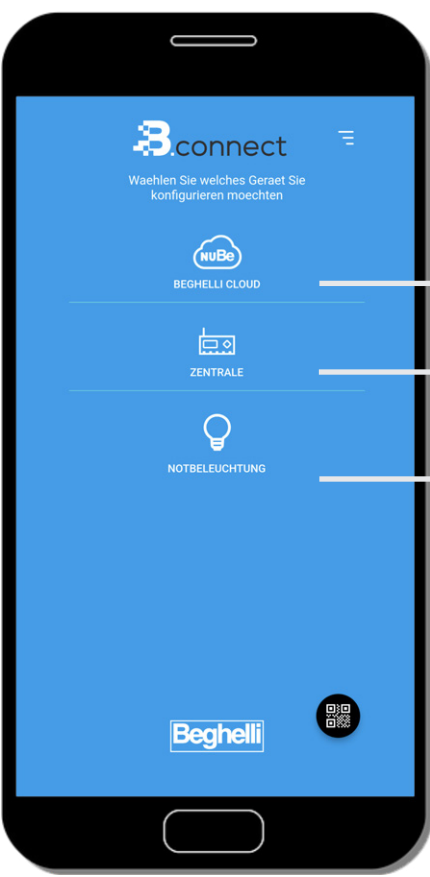 B.connect
Waehlen Sie welches Geraet Sie
konfigurieren moechten
NUBe
BEGHELLI CLOUD
ZENTRALE
NOTBELEUCHTUNG
Beghelli